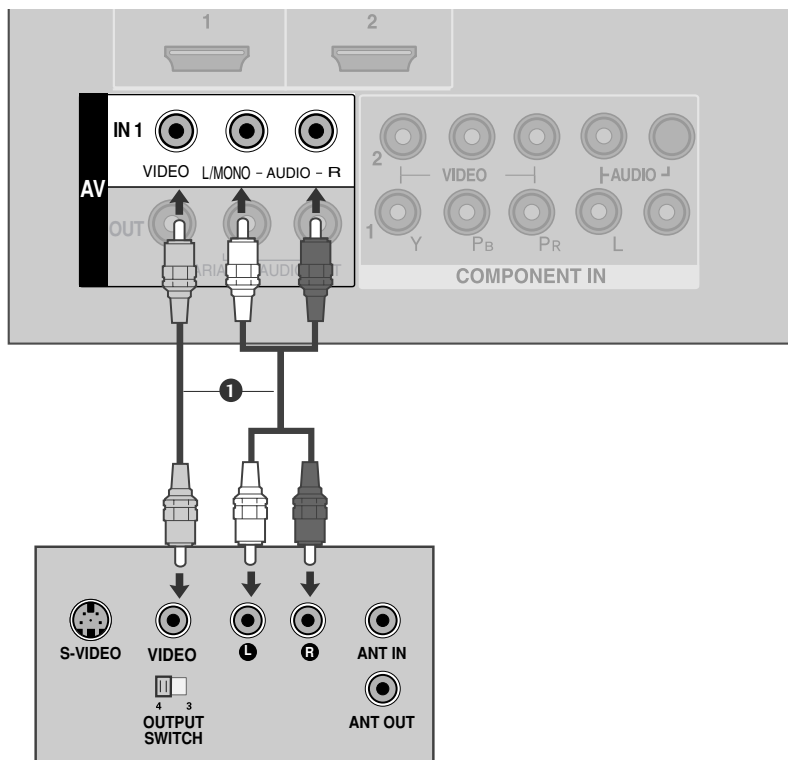 1
2
IN 1
VIDEO
L/MONO - AUDIO - R
AV
OUT
2
VIDEO
AUDIO
1
Y
PB
PR
L
COMPONENT IN
1
S-VIDEO
VIDEO
L
R
ANT IN
4 3
OUTPUT
SWITCH
ANT OUT